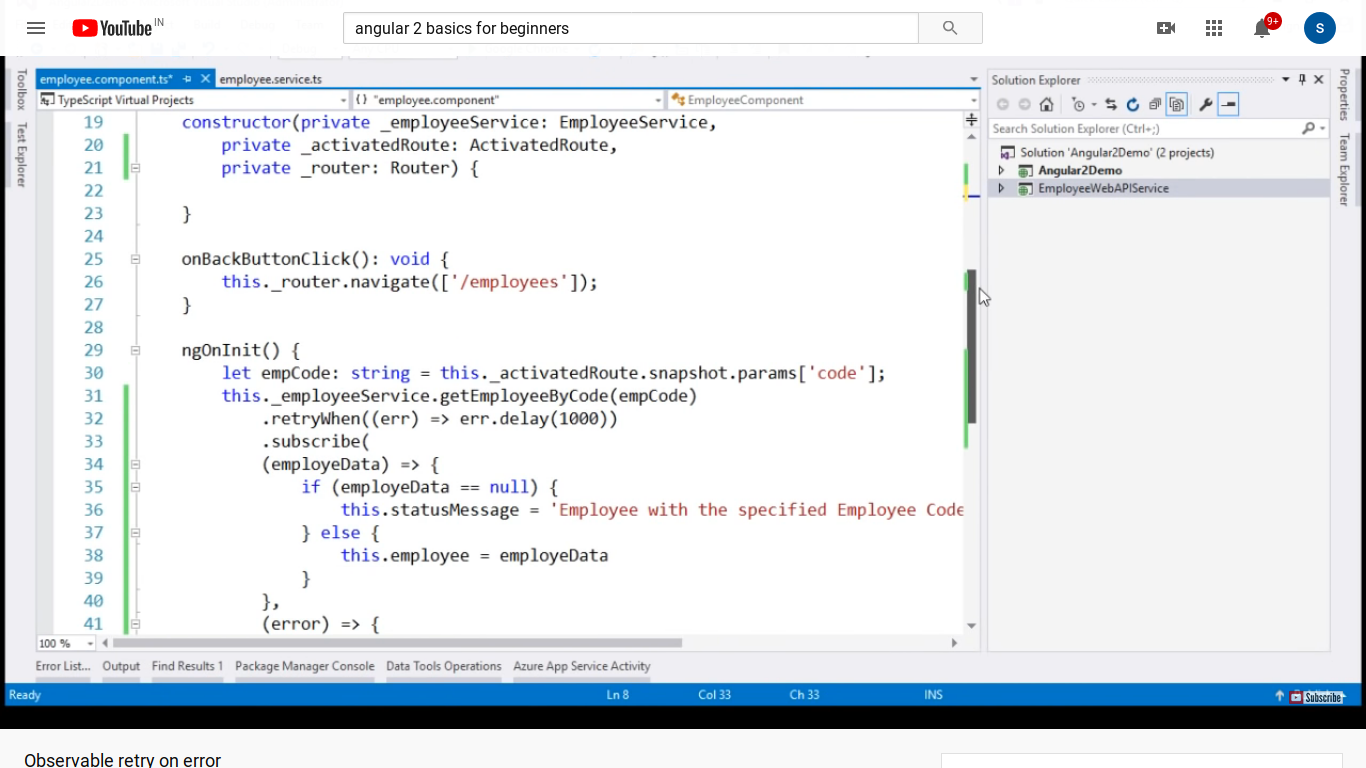 YouTube IN
angular 2 basics for beginners
9+
S
Toolbox
Test Explorer
employee.component.ts*
employee.service.ts
TypeScript Virtual Projects
{} "employee.component"
EmployeeComponent
19 constructor(private _employeeService: EmployeeService,
20 private _activatedRoute: ActivatedRoute,
21 private _router: Router) {
22
23 }
24
25 onBackButtonClick(): void {
26 this._router.navigate(['/employees']);
27 }
28
29 ngOnInit() {
30 let empCode: string = this._activatedRoute.snapshot.params['code'];
31 this._employeeService.getEmployeeByCode(empCode)
32 .retryWhen((err) => err.delay(1000))
33 .subscribe(
34 (employeData) => {
35 if (employeData == null) {
36 this.statusMessage = 'Employee with the specified Employee Code
37 } else {
38 this.employee = employeData
39 }
40 },
41 (error) => {
100 %
Solution Explorer
Search Solution Explorer (Ctrl+;)
Solution 'Angular2Demo' (2 projects)
Angular2Demo
EmployeeWebAPIService
Properties
Team Explorer
Error List... Output Find Results 1 Package Manager Console Data Tools Operations Azure App Service Activity
Ready Ln 8 Col 33 Ch 33 INS
Subscribe
Observable retry on error